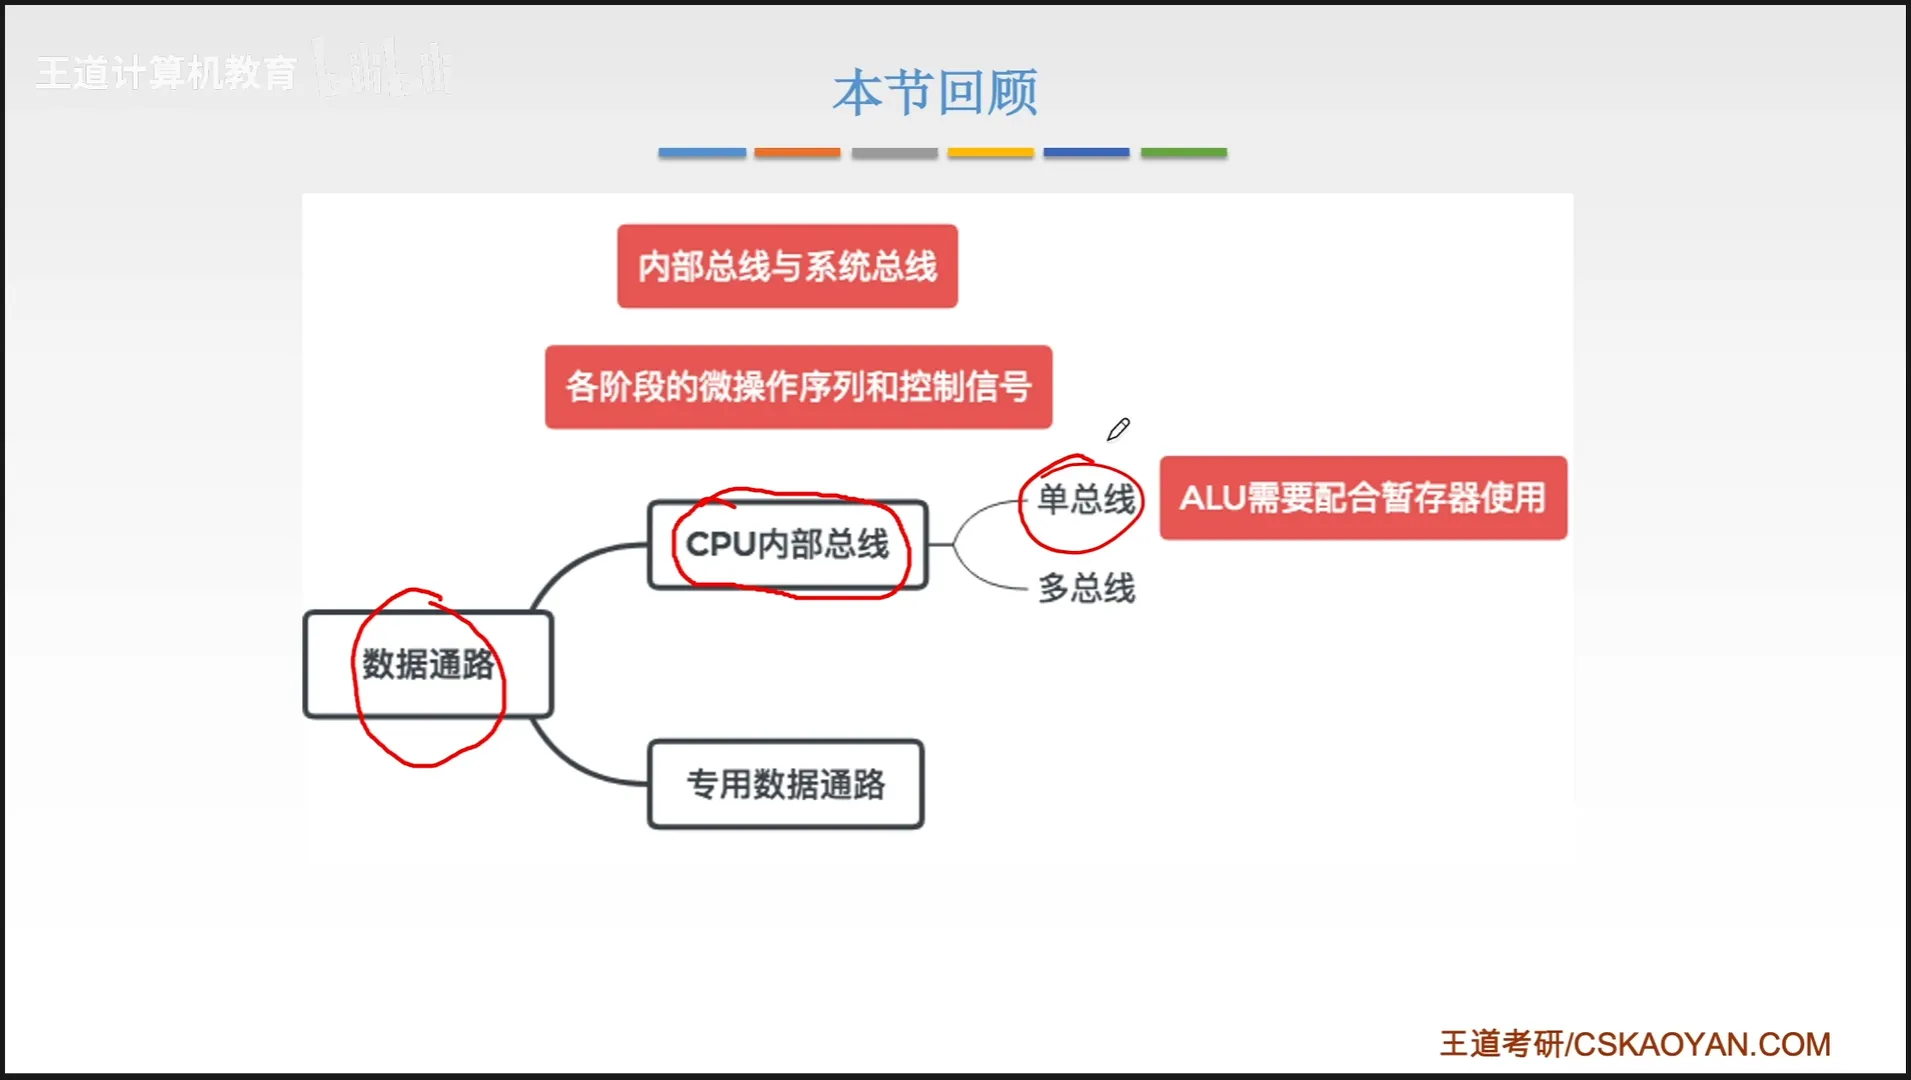 王道计算机教育 bilibili
本节回顾
内部总线与系统总线
各阶段的微操作序列和控制信号
单总线
ALU需要配合暂存器使用
CPU内部总线
多总线
数据通路
专用数据通路
王道考研/CSKAOYAN.COM